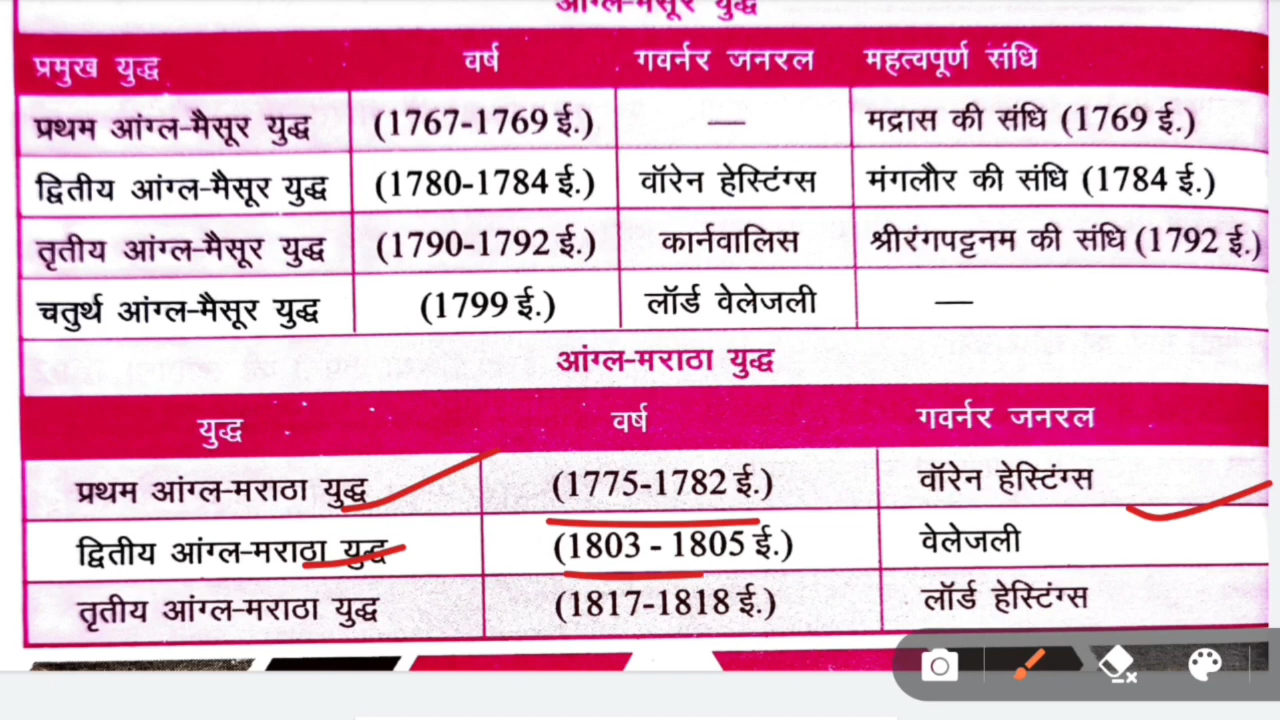 आंग्ल-मैसूर युद्ध
प्रमुख युद्ध वर्ष गवर्नर जनरल महत्वपूर्ण संधि
प्रथम आंग्ल-मैसूर युद्ध (1767-1769 ई.) — मद्रास की संधि (1769 ई.)
द्वितीय आंग्ल-मैसूर युद्ध (1780-1784 ई.) वॉरेन हेस्टिंग्स मंगलौर की संधि (1784 ई.)
तृतीय आंग्ल-मैसूर युद्ध (1790-1792 ई.) कार्नवालिस श्रीरंगपट्टनम की संधि (1792 ई.)
चतुर्थ आंग्ल-मैसूर युद्ध (1799 ई.) लॉर्ड वेलेजली —
आंग्ल-मराठा युद्ध
युद्ध वर्ष गवर्नर जनरल
प्रथम आंग्ल-मराठा युद्ध (1775-1782 ई.) वॉरेन हेस्टिंग्स
द्वितीय आंग्ल-मराठा युद्ध (1803 - 1805 ई.) वेलेजली
तृतीय आंग्ल-मराठा युद्ध (1817-1818 ई.) लॉर्ड हेस्टिंग्स